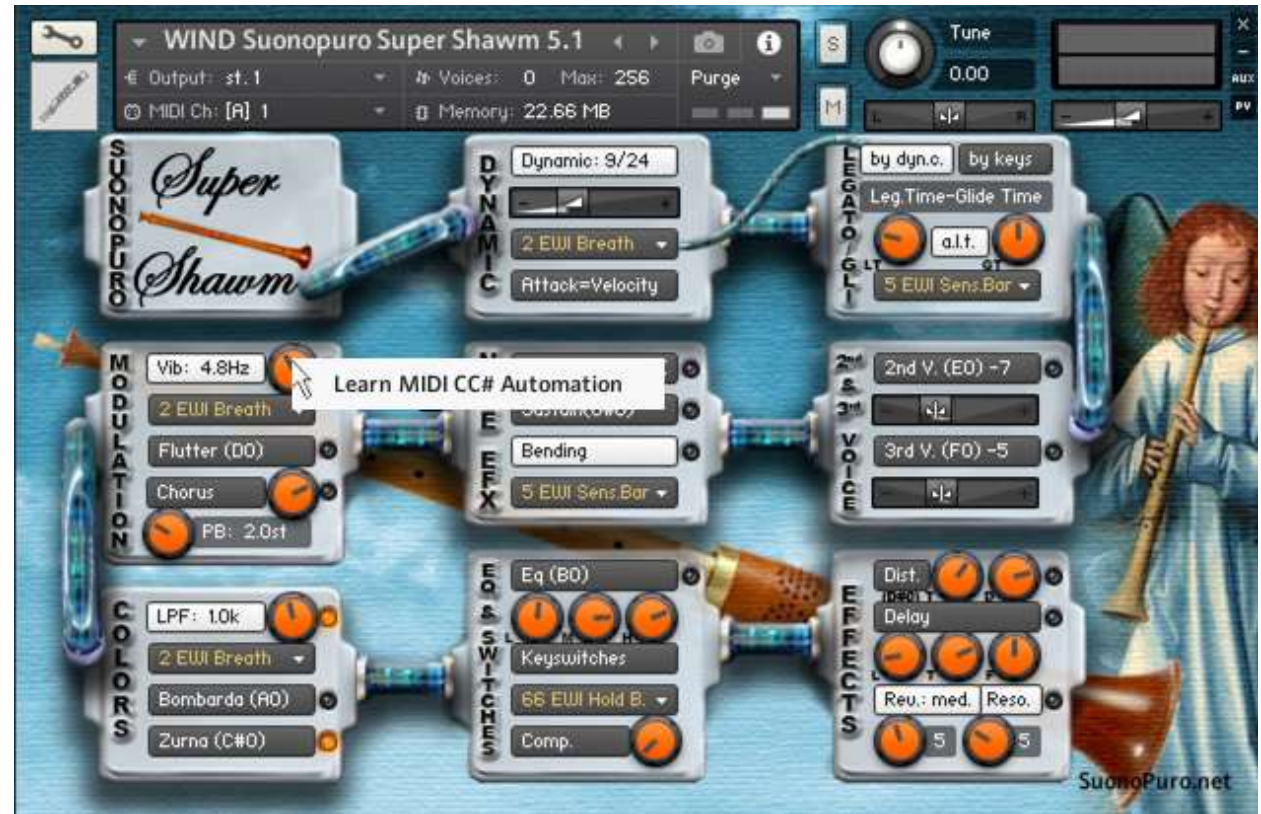 WIND Suonopuro Super Shawm 5.1
Output: st.1
Voices: 0 Max: 256
Purge
MIDI Ch: [A] 1
Memory: 22.66 MB
S
M
Tune
0.00
L R
- +
×
-
AUX
PV
SUONOPURO
Super
Shawm
DYNAMIC
Dynamic: 9/24
- +
2 EWI Breath
Attack=Velocity
LEGATO/GLI
by dyn.c. by keys
Leg.Time-Glide Time
LT a.l.t. GT
5 EWI Sens.Bar
MODULATION
Vib: 4.8Hz
2 EWI Breath
Flutter (D0)
Chorus
PB: 2.0st
Learn MIDI CC# Automation
EFX
Bending
5 EWI Sens.Bar
2nd & 3rd VOICE
2nd V. (E0) -7
- +
3rd V. (F0) -5
- +
COLORS
LPF: 1.0k
2 EWI Breath
Bombarda (A0)
Zurna (C#0)
EQ & SWITCHES
Eq (B0)
L M H
Keyswitches
66 EWI Hold B.
Comp.
EFFECTS
Dist.
(D#0) T D
Delay
L T F
Rev.: med. Reso.
5 5
SuonoPuro.net